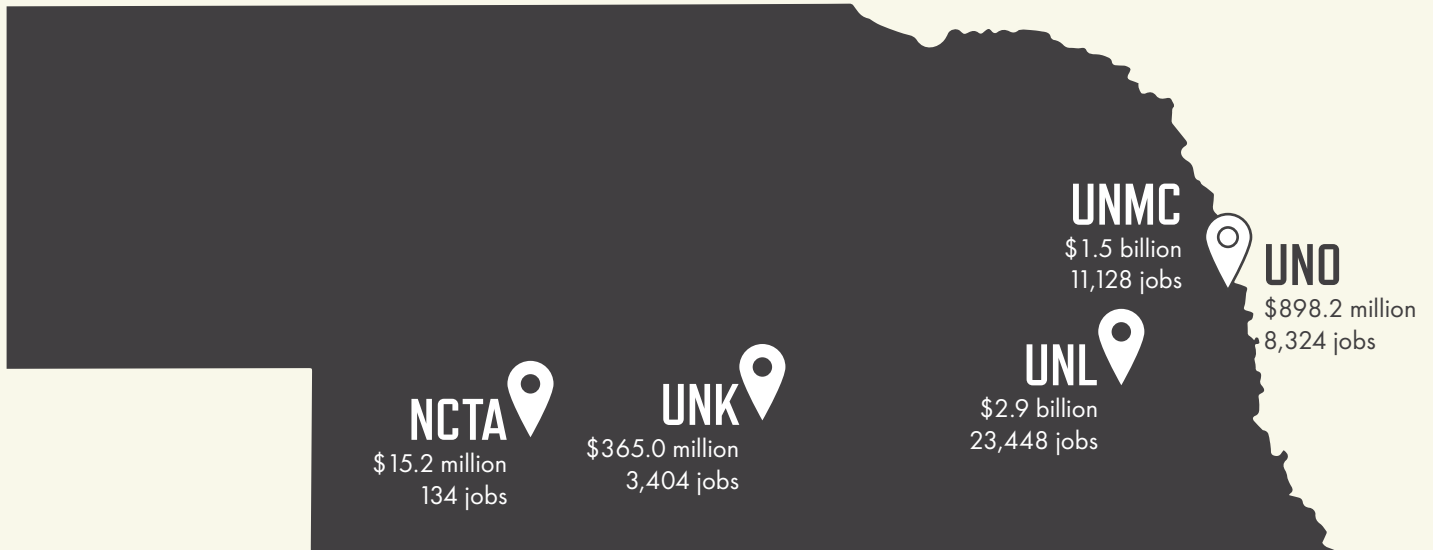 UNMC
$1.5 billion
11,128 jobs
UNO
$898.2 million
8,324 jobs
UNL
$2.9 billion
23,448 jobs
UNK
$365.0 million
3,404 jobs
NCTA
$15.2 million
134 jobs